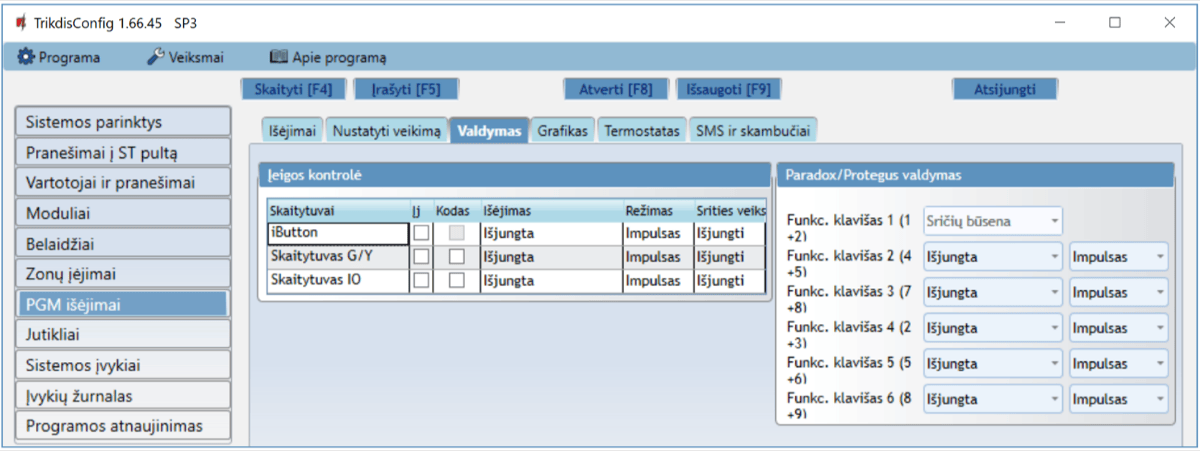 TrikdisConfig 1.66.45 SP3
Programa Veiksmai Apie programą
Skaityti [F4] Įrašyti [F5] Atverti [F8] Išsaugoti [F9] Atsijungti
Sistemos parinktys
Pranešimai į ST pultą
Vartotojai ir pranešimai
Moduliai
Belaidžiai
Zonų įėjimai
PGM išėjimai
Jutikliai
Sistemos įvykiai
Įvykių žurnalas
Programos atnaujinimas
Išėjimai Nustatyti veikimą Valdymas Grafikas Termostatas SMS ir skambučiai
Įeigos kontrolė
Skaitytuvai Įj Kodas Išėjimas Režimas Srities veiks
iButton Išjungta Impulsas Išjungti
Skaitytuvas G/Y Išjungta Impulsas Išjungti
Skaitytuvas IO Išjungta Impulsas Išjungti
Paradox/Protegus valdymas
Funkc. klavišas 1 (1 Sričių būsena
+2)
Funkc. klavišas 2 (4 Išjungta Impulsas
+5)
Funkc. klavišas 3 (7 Išjungta Impulsas
+8)
Funkc. klavišas 4 (2 Išjungta Impulsas
+3)
Funkc. klavišas 5 (5 Išjungta Impulsas
+6)
Funkc. klavišas 6 (8 Išjungta Impulsas
+9)